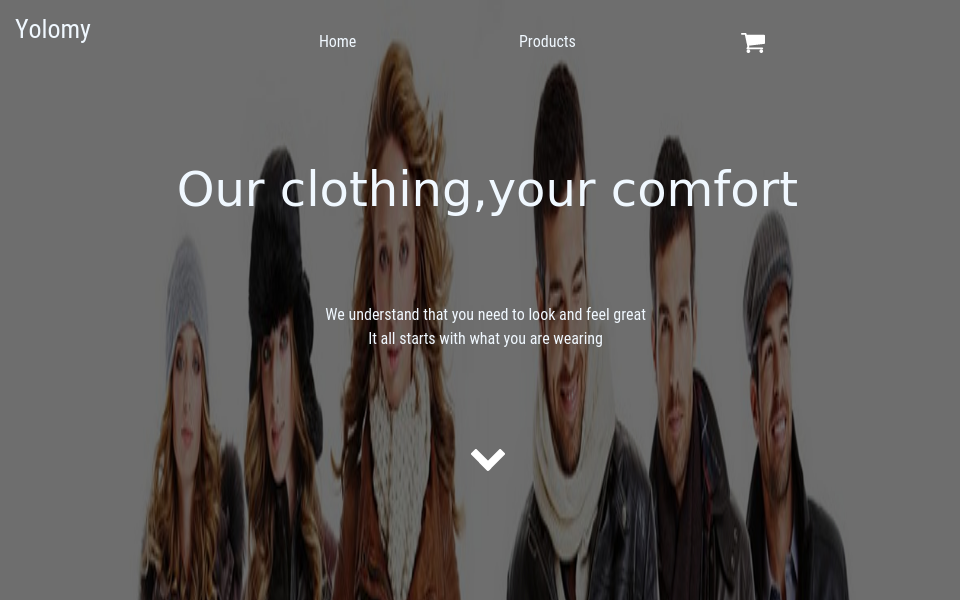 Yolomy
Home
Products
Our clothing,your comfort
We understand that you need to look and feel great
It all starts with what you are wearing